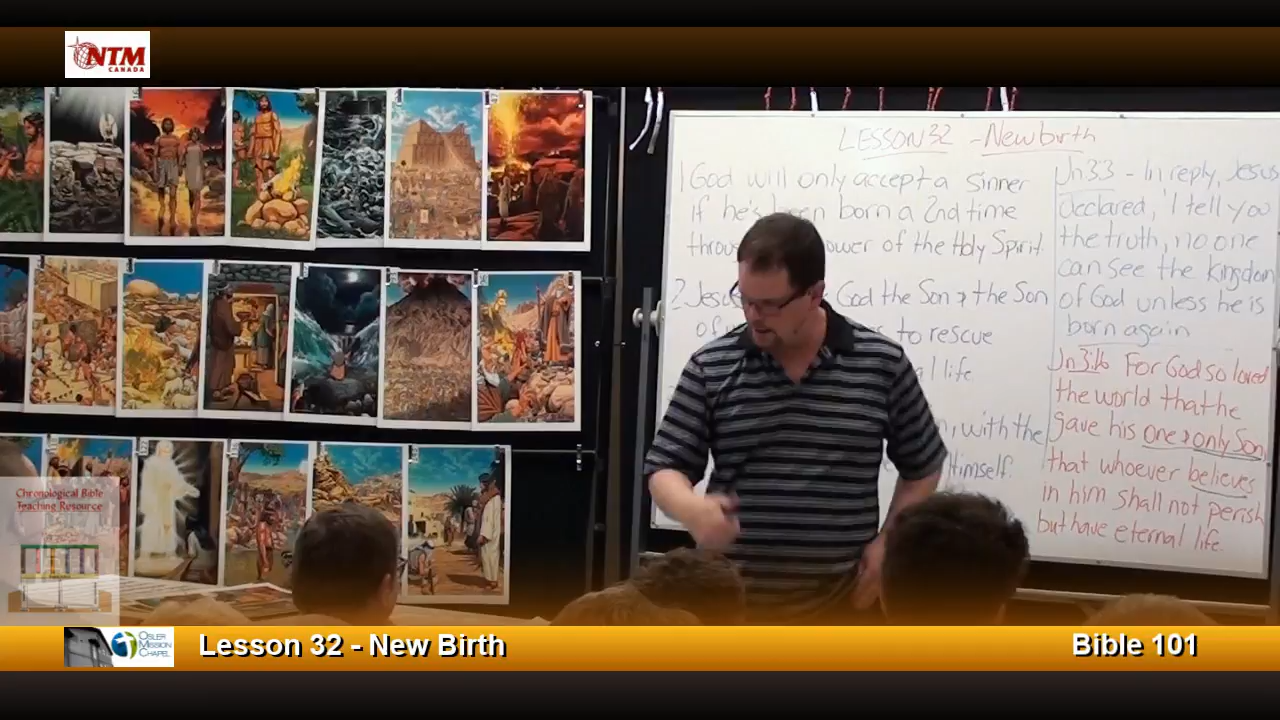 NTM
CANADA
LESSON 32 - New birth
1 God will only accept a sinner
if he's been born a 2nd time
power of the Holy Spirit.
2. Jesus God the Son & the Son
of to rescue
life
with the
Himself.
Jn 3:3 - In reply, Jesus
declared, 'I tell you
the truth, no one
can see the kingdom
of God unless he is
born again
Jn 3:16 For God so loved
the world that he
gave his one & only Son,
that whoever believes
in him shall not perish
but have eternal life.
Chronological Bible
Teaching Resource
OSLER
MISSION
CHAPEL
Lesson 32 - New Birth
Bible 101